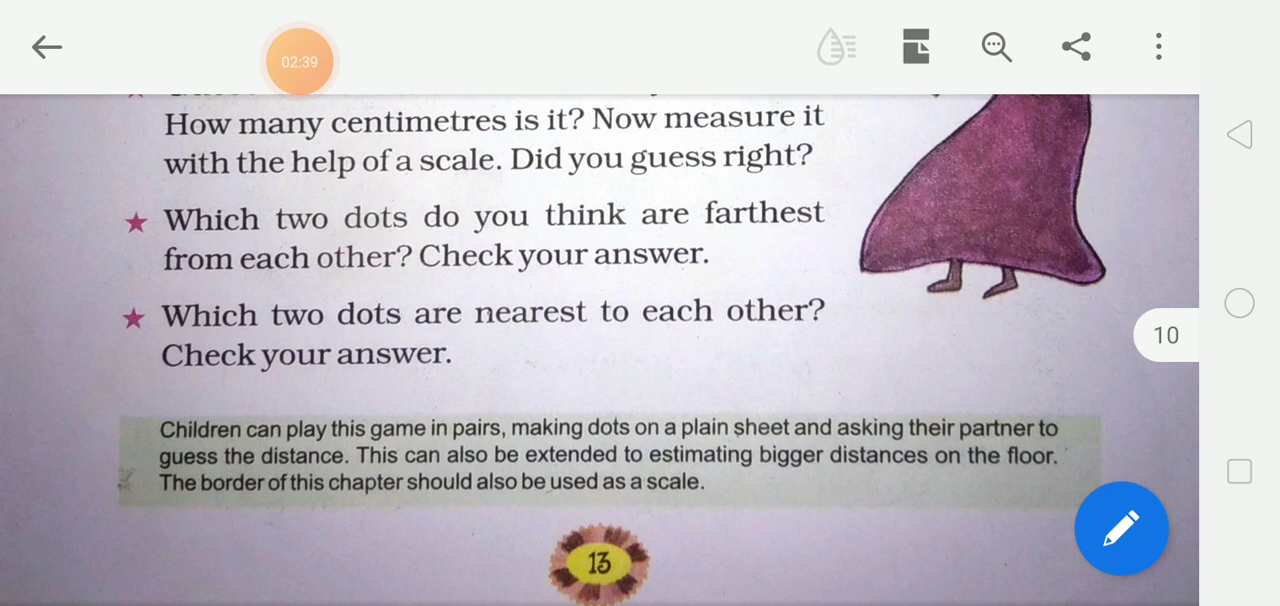 02:39
How many centimetres is it? Now measure it
with the help of a scale. Did you guess right?
★ Which two dots do you think are farthest
from each other? Check your answer.
★ Which two dots are nearest to each other?
Check your answer.
10
Children can play this game in pairs, making dots on a plain sheet and asking their partner to
guess the distance. This can also be extended to estimating bigger distances on the floor.
The border of this chapter should also be used as a scale.
13